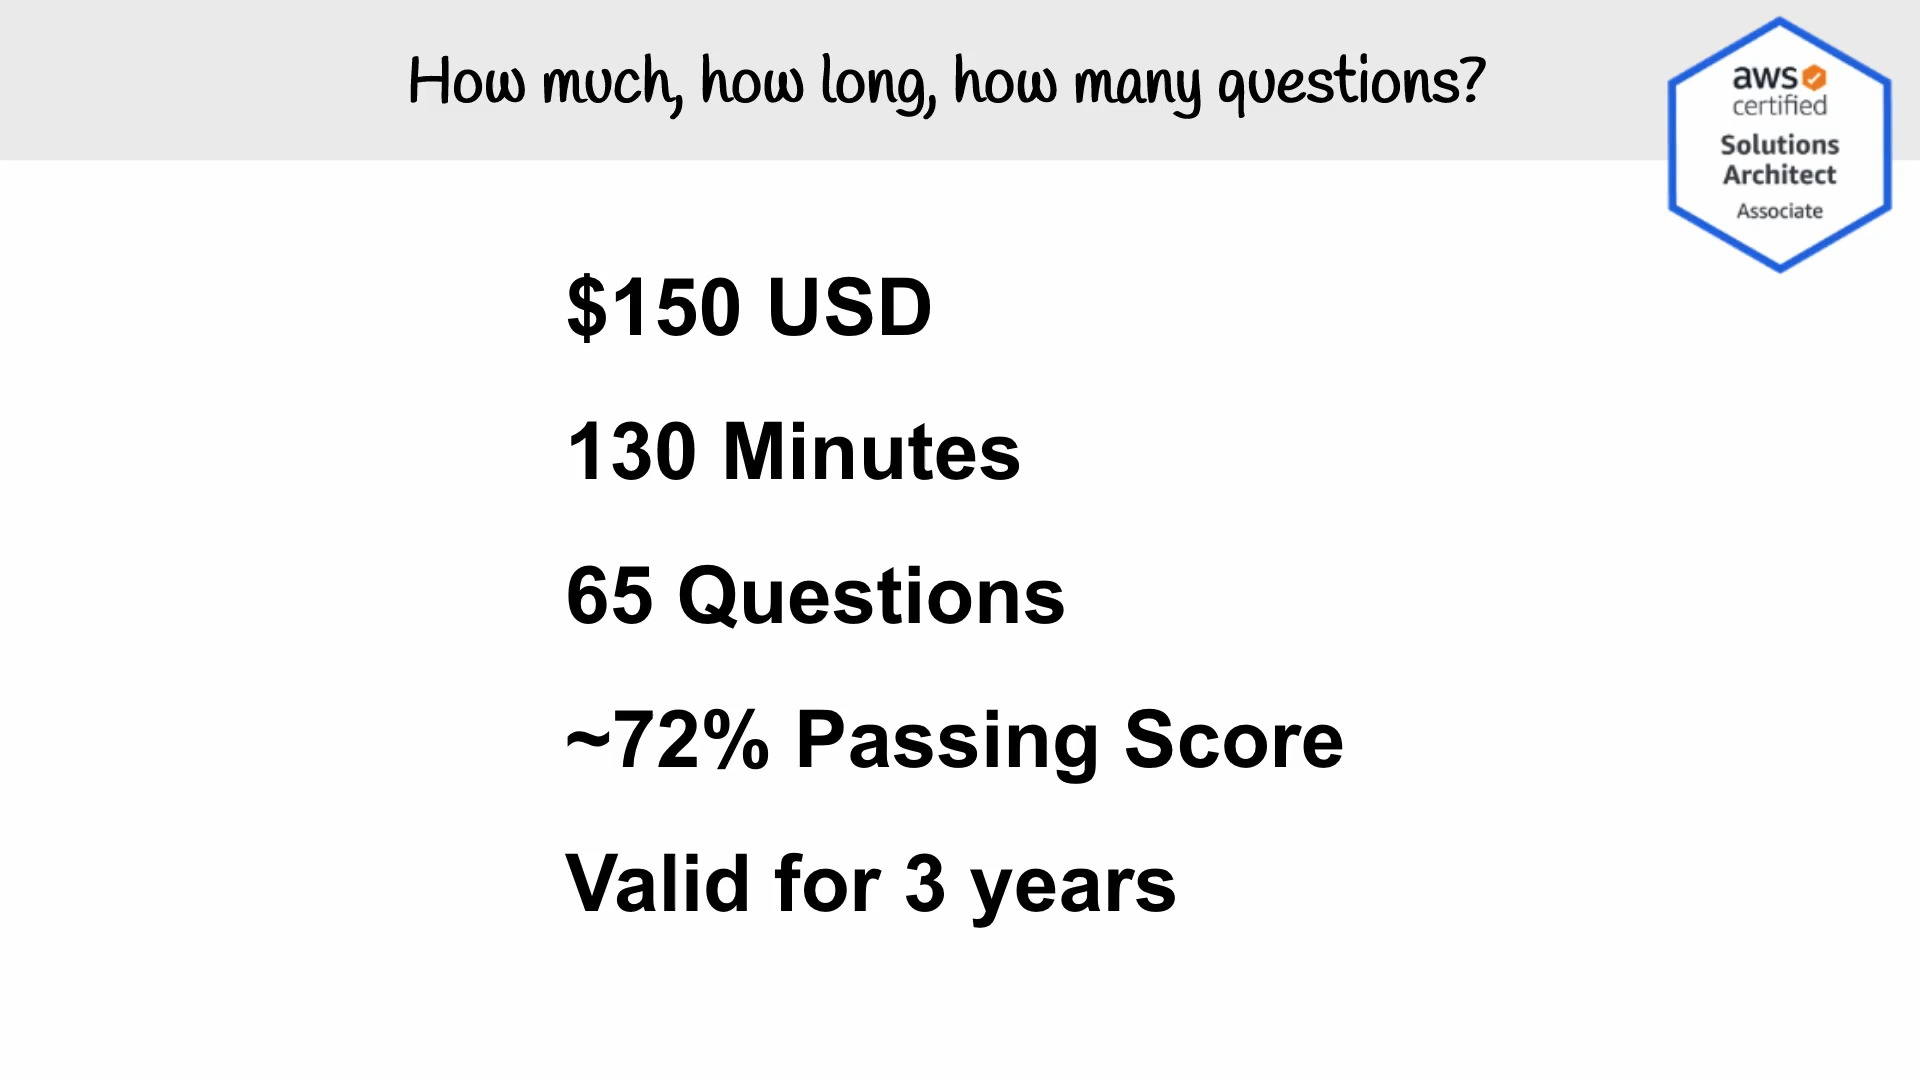 How much, how long, how many questions?
aws
certified
Solutions
Architect
Associate
$150 USD
130 Minutes
65 Questions
~72% Passing Score
Valid for 3 years